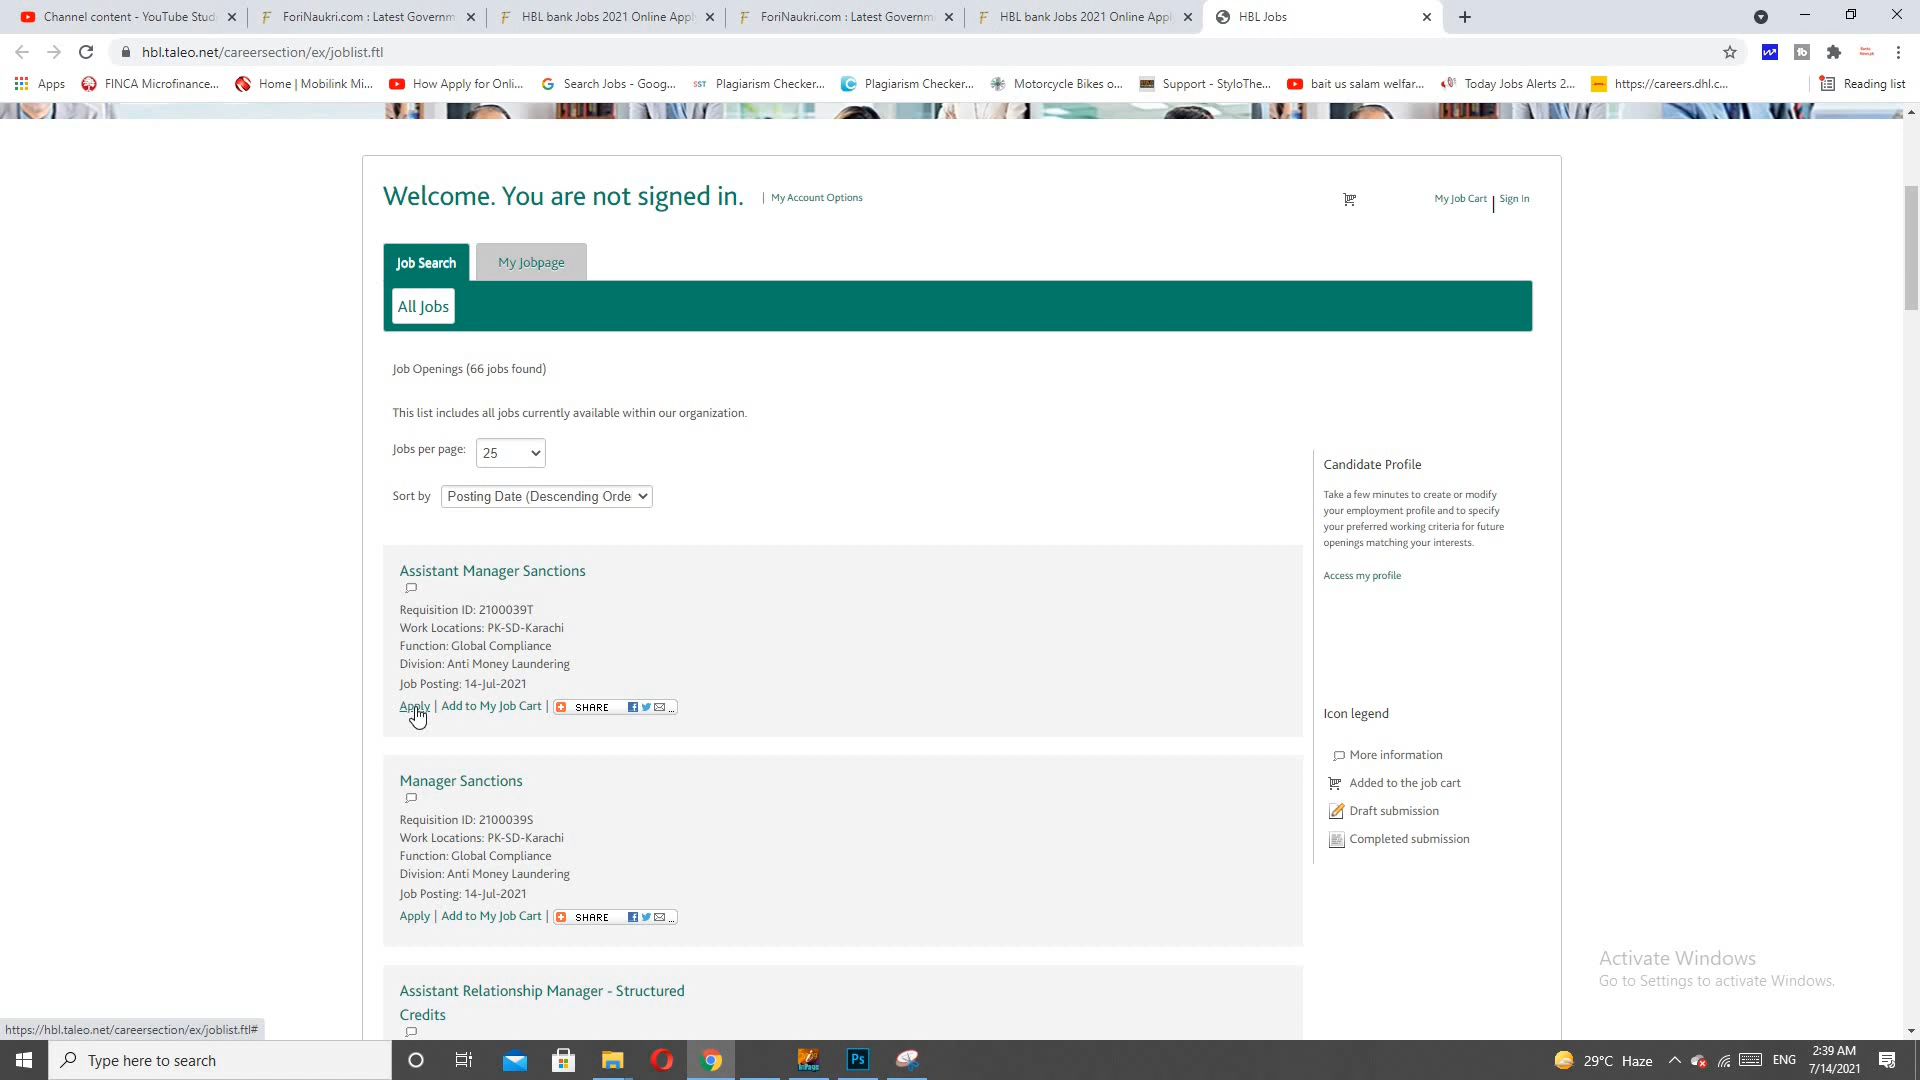 Channel content - YouTube Stud
ForiNaukri.com : Latest Governm
HBL bank Jobs 2021 Online Appl
ForiNaukri.com : Latest Governm
HBL bank Jobs 2021 Online Appl
HBL Jobs
hbl.taleo.net/careersection/ex/joblist.ftl
Apps
FINCA Microfinance...
Home | Mobilink Mi...
How Apply for Onli...
Search Jobs - Goog...
SST
Plagiarism Checker...
Plagiarism Checker...
Motorcycle Bikes o...
Support - StyloThe...
bait us salam welfar...
Today Jobs Alerts 2...
https://careers.dhl.c...
Reading list
Welcome. You are not signed in.
| My Account Options
My Job Cart | Sign In
Job Search
My Jobpage
All Jobs
Job Openings (66 jobs found)
This list includes all jobs currently available within our organization.
Jobs per page: 25
Sort by Posting Date (Descending Orde
Candidate Profile
Take a few minutes to create or modify
your employment profile and to specify
your preferred working criteria for future
openings matching your interests.
Access my profile
Assistant Manager Sanctions
Requisition ID: 2100039T
Work Locations: PK-SD-Karachi
Function: Global Compliance
Division: Anti Money Laundering
Job Posting: 14-Jul-2021
Apply | Add to My Job Cart | SHARE ...
Icon legend
More information
Added to the job cart
Draft submission
Completed submission
Manager Sanctions
Requisition ID: 2100039S
Work Locations: PK-SD-Karachi
Function: Global Compliance
Division: Anti Money Laundering
Job Posting: 14-Jul-2021
Apply | Add to My Job Cart | SHARE ...
Assistant Relationship Manager - Structured
Credits
Activate Windows
Go to Settings to activate Windows.
https://hbl.taleo.net/careersection/ex/joblist.ftl#
Type here to search
Ps
29°C Haze
ENG
2:39 AM
7/14/2021